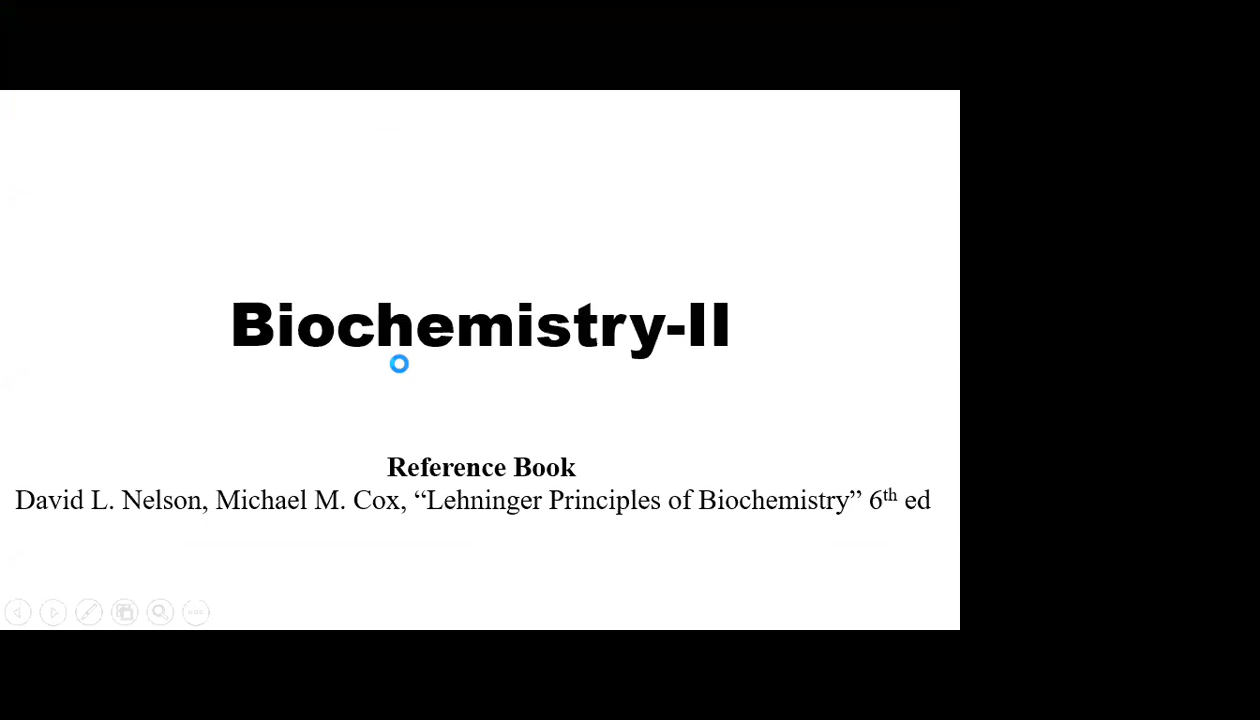 Biochemistry-II
Reference Book
David L. Nelson, Michael M. Cox, “Lehninger Principles of Biochemistry” 6th ed